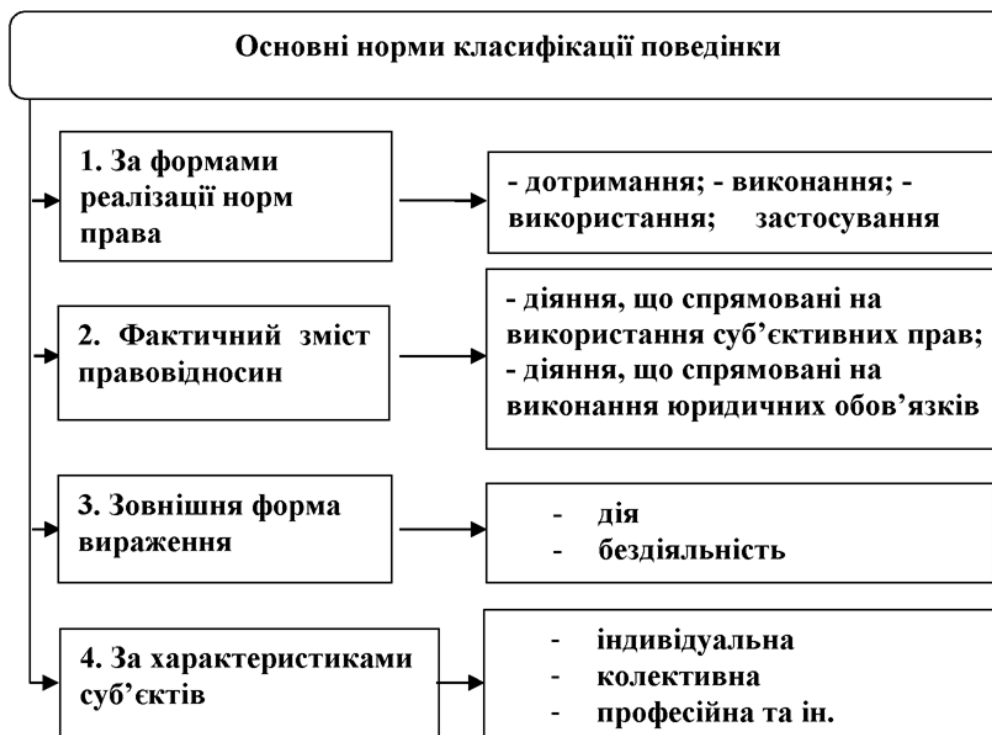 Основні норми класифікації поведінки
1. За формами
реалізації норм
права
- дотримання; - виконання; -
використання; застосування
2. Фактичний зміст
правовідносин
- діяння, що спрямовані на
використання суб’єктивних прав;
- діяння, що спрямовані на
виконання юридичних обов’язків
3. Зовнішня форма
вираження
- дія
- бездіяльність
4. За характеристиками
суб’єктів
- індивідуальна
- колективна
- професійна та ін.